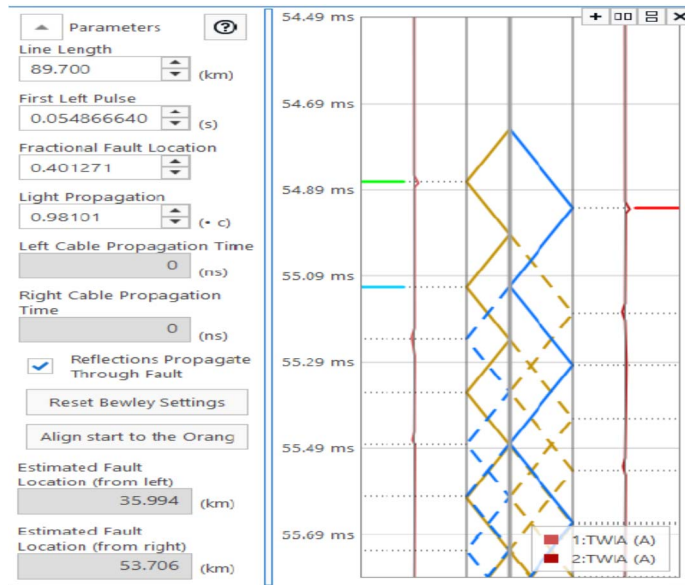 Parameters
Line Length
89.700
(km)
First Left Pulse
0.054866640
(s)
Fractional Fault Location
0.401271
Light Propagation
0.98101
(• c)
Left Cable Propagation Time
0
(ns)
Right Cable Propagation
Time
0
(ns)
Reflections Propagate
Through Fault
Reset Bewley Settings
Align start to the Orang
Estimated Fault
Location (from left)
35.994
(km)
Estimated Fault
Location (from right)
53.706
(km)
54.49 ms
54.69 ms
54.89 ms
55.09 ms
55.29 ms
55.49 ms
55.69 ms
1:TWIA (A)
2:TWIA (A)